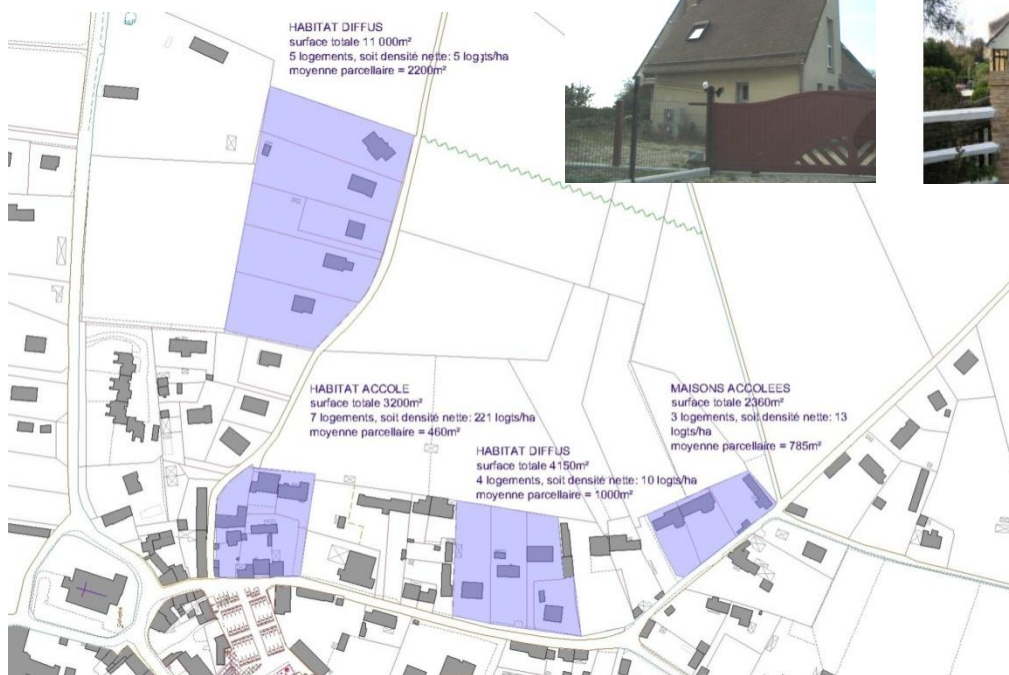 HABITAT DIFFUS
surface totale 11 000m²
5 logements, soit densité nette: 5 logts/ha
moyenne parcellaire = 2200m²
HABITAT ACCOLE
surface totale 3200m²
7 logements, soit densité nette: 221 logts/ha
moyenne parcellaire = 460m²
HABITAT DIFFUS
surface totale 4150m²
4 logements, soit densité nette: 10 logts/ha
moyenne parcellaire = 1000m²
MAISONS ACCOLEES
surface totale 2360m²
3 logements, soit densité nette: 13
logts/ha
moyenne parcellaire = 785m²